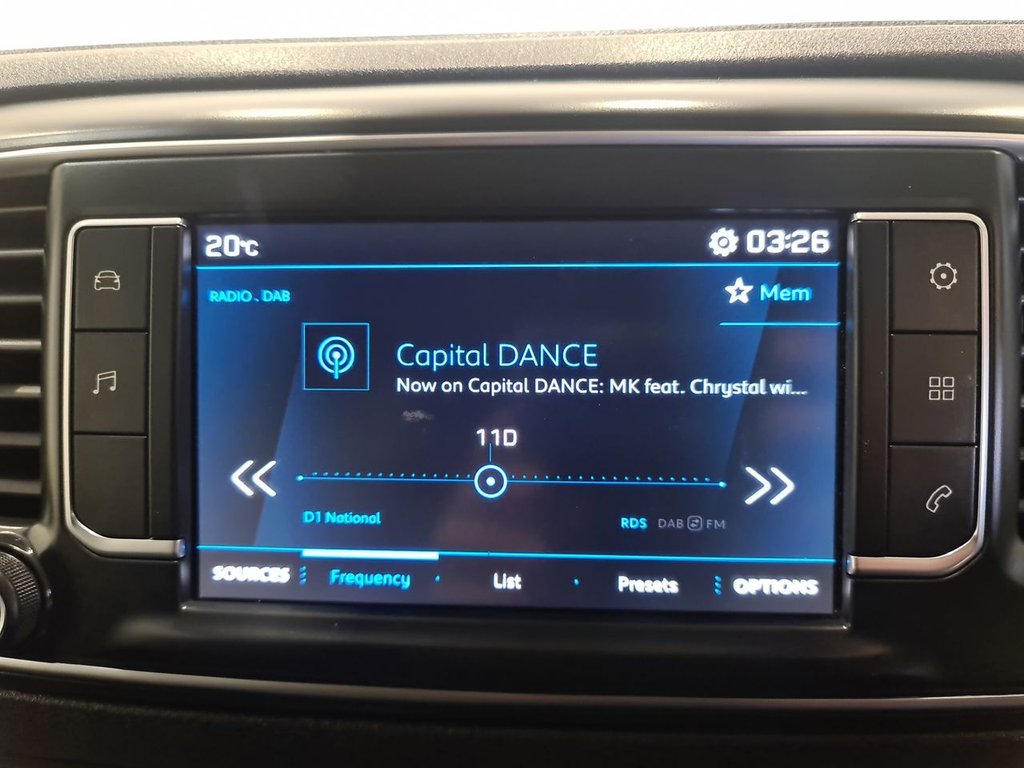 20°C 03:26
RADIO . DAB
Mem
Capital DANCE
Now on Capital DANCE: MK feat. Chrystal wi...
11D
D1 National
RDS DAB FM
SOURCES Frequency List Presets OPTIONS